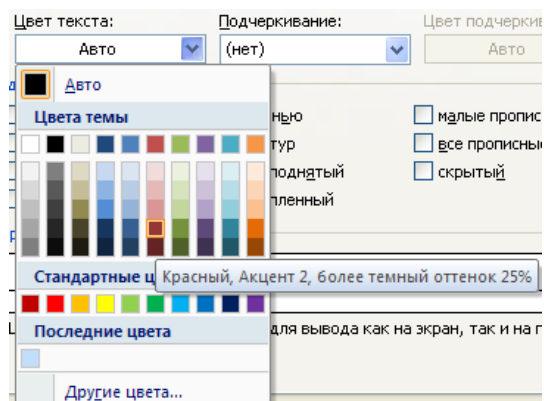 Цвет текста: Подчеркивание: Цвет подчерки
Авто (нет) Авто
Авто
Цвета темы
нью малые пропис
тур все прописны
поднятый скрытый
пленный
Стандартные ц Красный, Акцент 2, более темный оттенок 25%
Последние цвета для вывода как на экран, так и на п
Другие цвета...